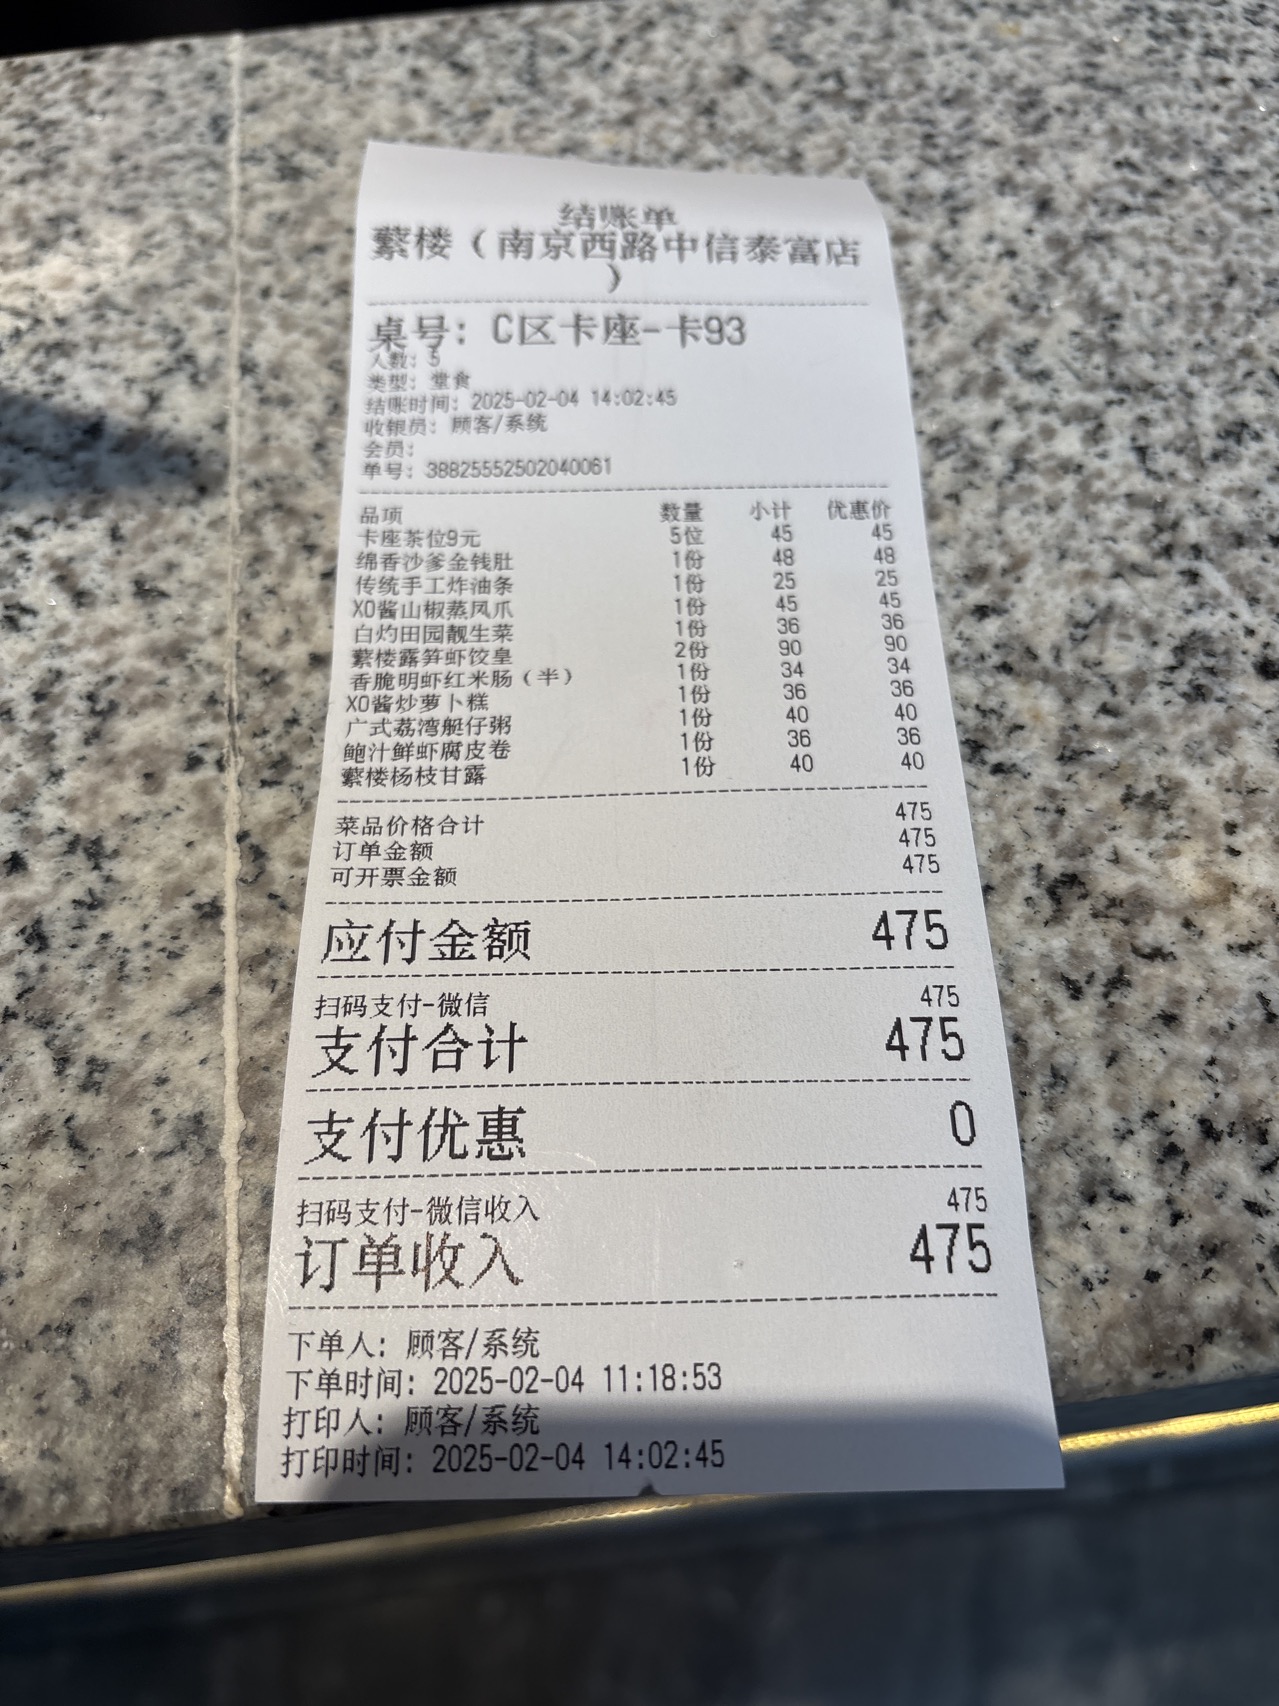 结账单
蘩楼（南京西路中信泰富店
）
桌号: C区卡座-卡93
人数: 5
类型: 堂食
结账时间: 2025-02-04 14:02:45
收银员: 顾客/系统
会员:
单号: 38825552502040061
品项 数量 小计 优惠价
卡座茶位9元 5位 45 45
绵香沙爹金钱肚 1份 48 48
传统手工炸油条 1份 25 25
XO酱山椒蒸凤爪 1份 45 45
白灼田园靓生菜 1份 36 36
蘩楼露笋虾饺皇 2份 90 90
香脆明虾红米肠（半） 1份 34 34
XO酱炒萝卜糕 1份 36 36
广式荔湾艇仔粥 1份 40 40
鲍汁鲜虾腐皮卷 1份 36 36
蘩楼杨枝甘露 1份 40 40
菜品价格合计 475
订单金额 475
可开票金额 475
应付金额 475
扫码支付-微信 475
支付合计 475
支付优惠 0
扫码支付-微信收入 475
订单收入 475
下单人: 顾客/系统
下单时间: 2025-02-04 11:18:53
打印人: 顾客/系统
打印时间: 2025-02-04 14:02:45